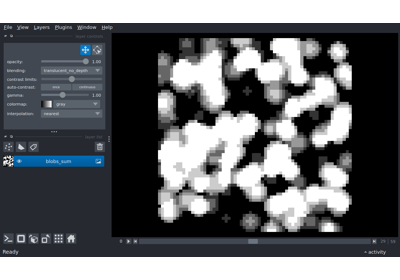 File View Layers Plugins Window Help
opacity: 1.00
blending: translucent_no_depth
contrast limits:
auto-contrast: once continuous
gamma: 1.00
colormap: gray
interpolation: nearest
blobs_sum
Ready
activity